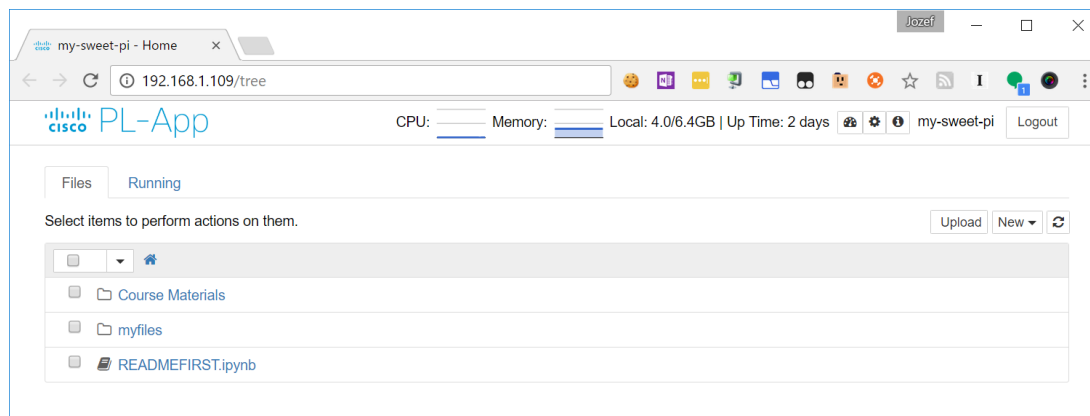 Jozef
my-sweet-pi - Home
192.168.1.109/tree
1
CISCO PL-App CPU: Memory: Local: 4.0/6.4GB | Up Time: 2 days my-sweet-pi Logout
Files Running
Select items to perform actions on them. Upload New
Course Materials
myfiles
READMEFIRST.ipynb